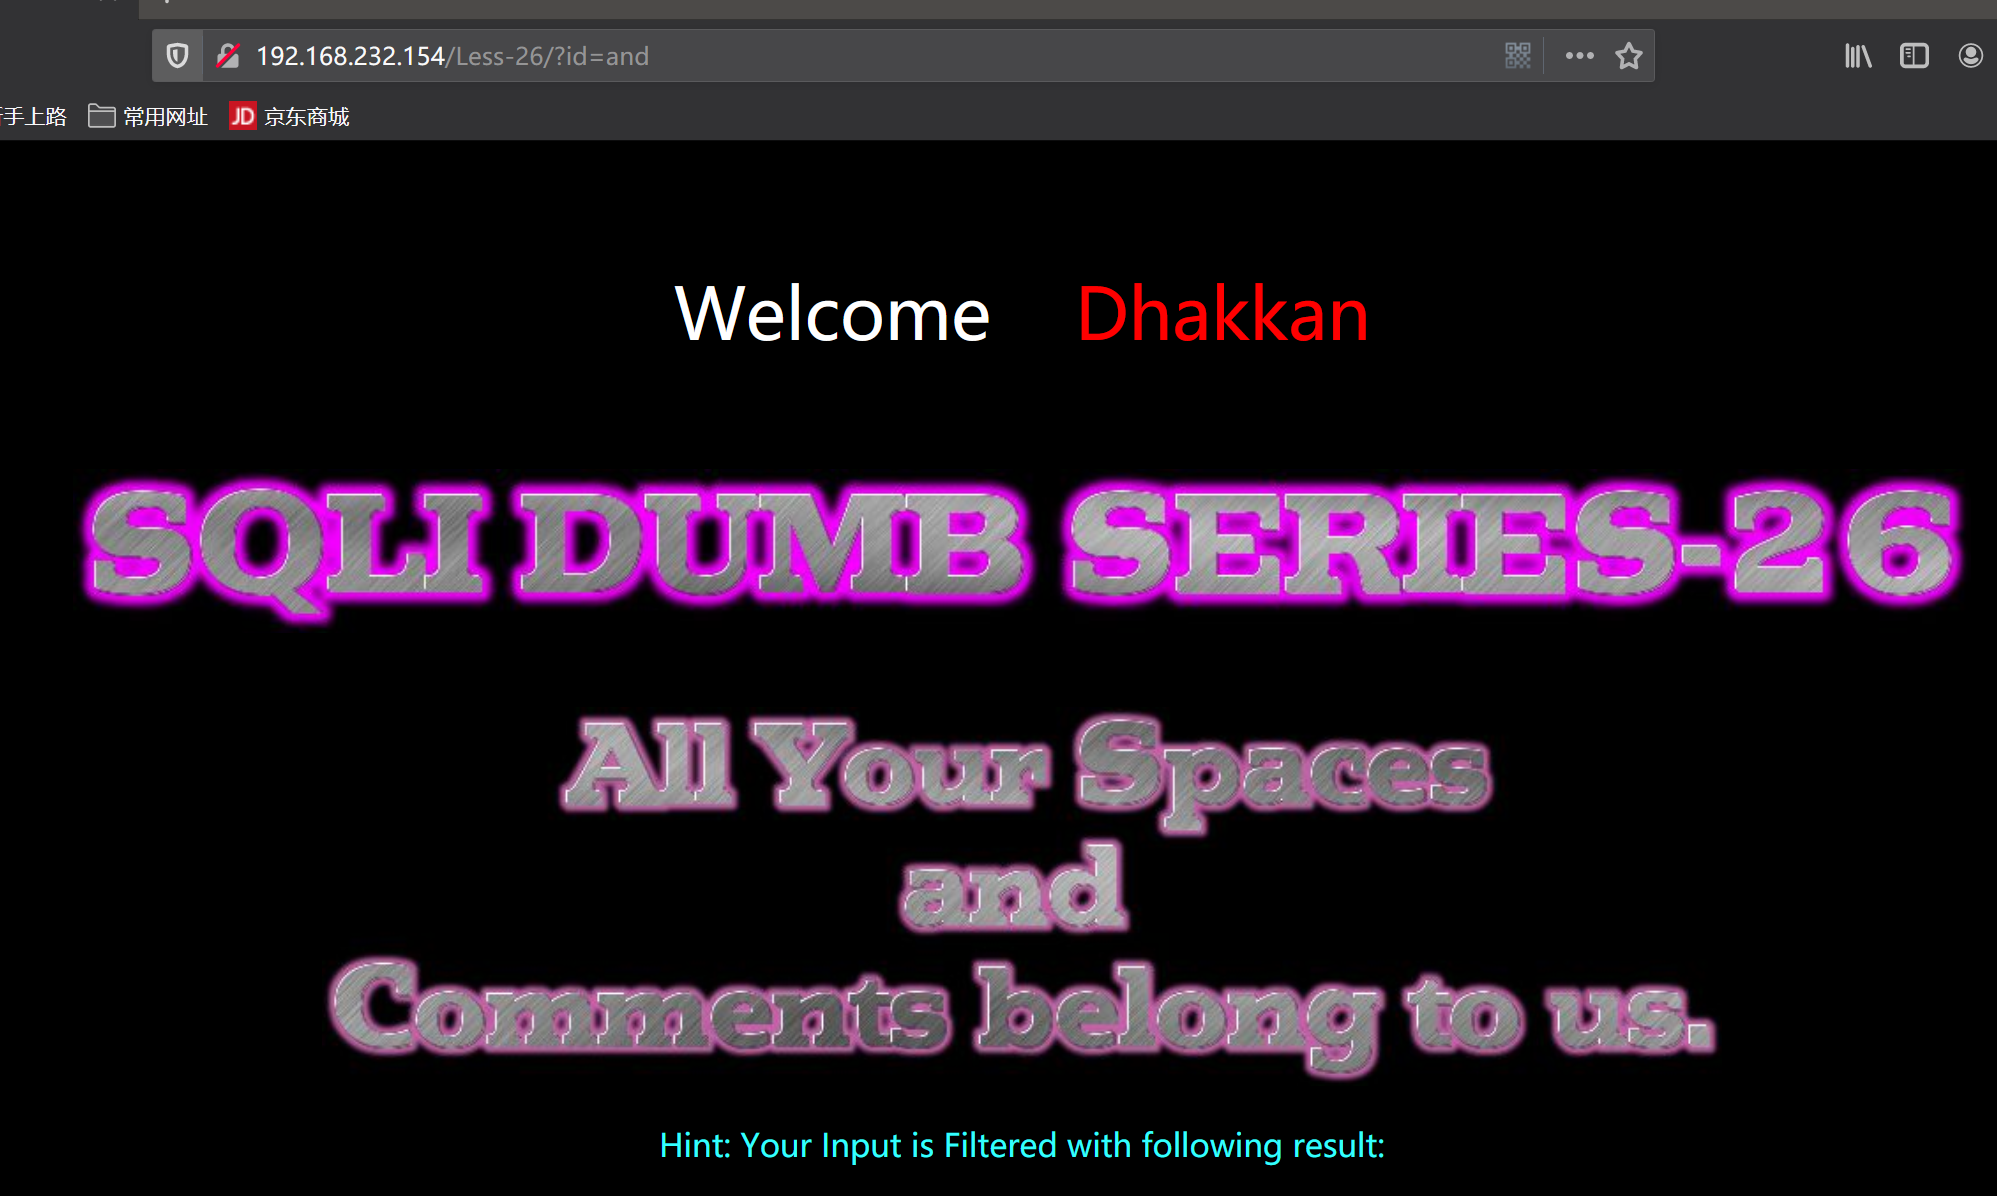 192.168.232.154/Less-26/?id=and
手上路 常用网址 JD 京东商城
Welcome Dhakkan
SQLI DUMB SERIES-26
All Your Spaces
and
Comments belong to us.
Hint: Your Input is Filtered with following result: